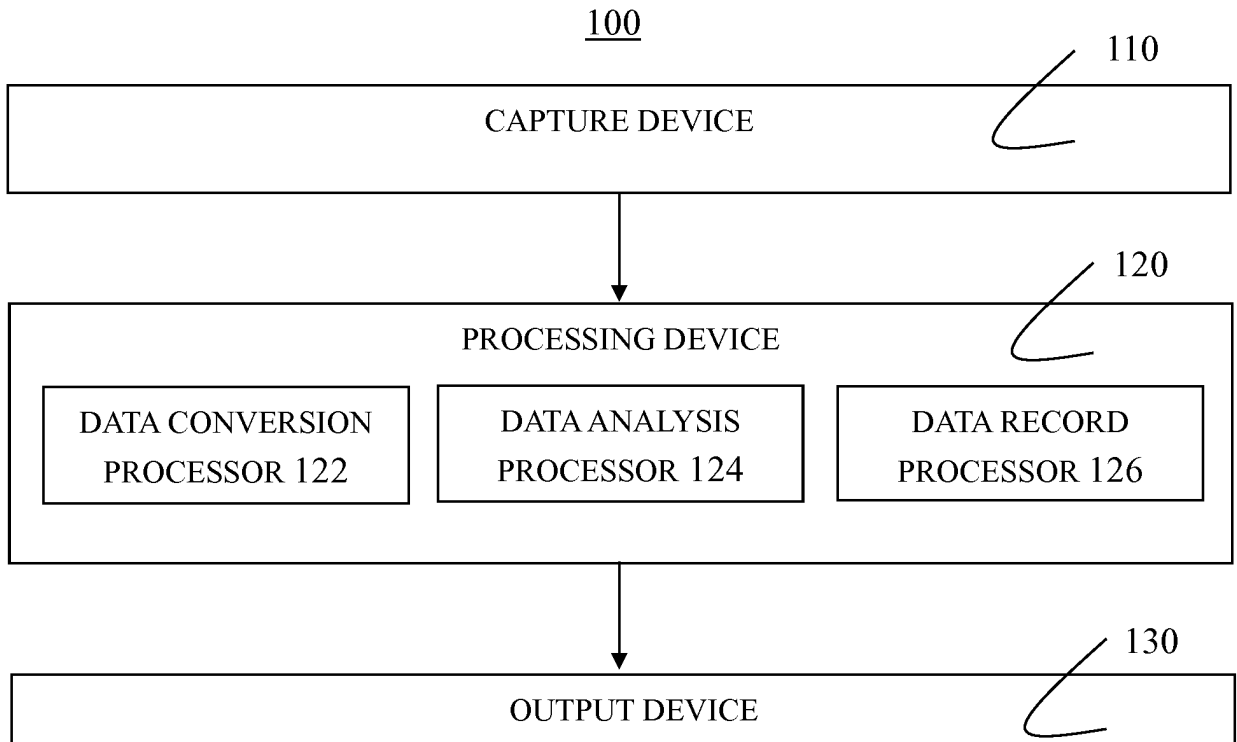 100
110
CAPTURE DEVICE
120
PROCESSING DEVICE
DATA CONVERSION
PROCESSOR 122
DATA ANALYSIS
PROCESSOR 124
DATA RECORD
PROCESSOR 126
130
OUTPUT DEVICE